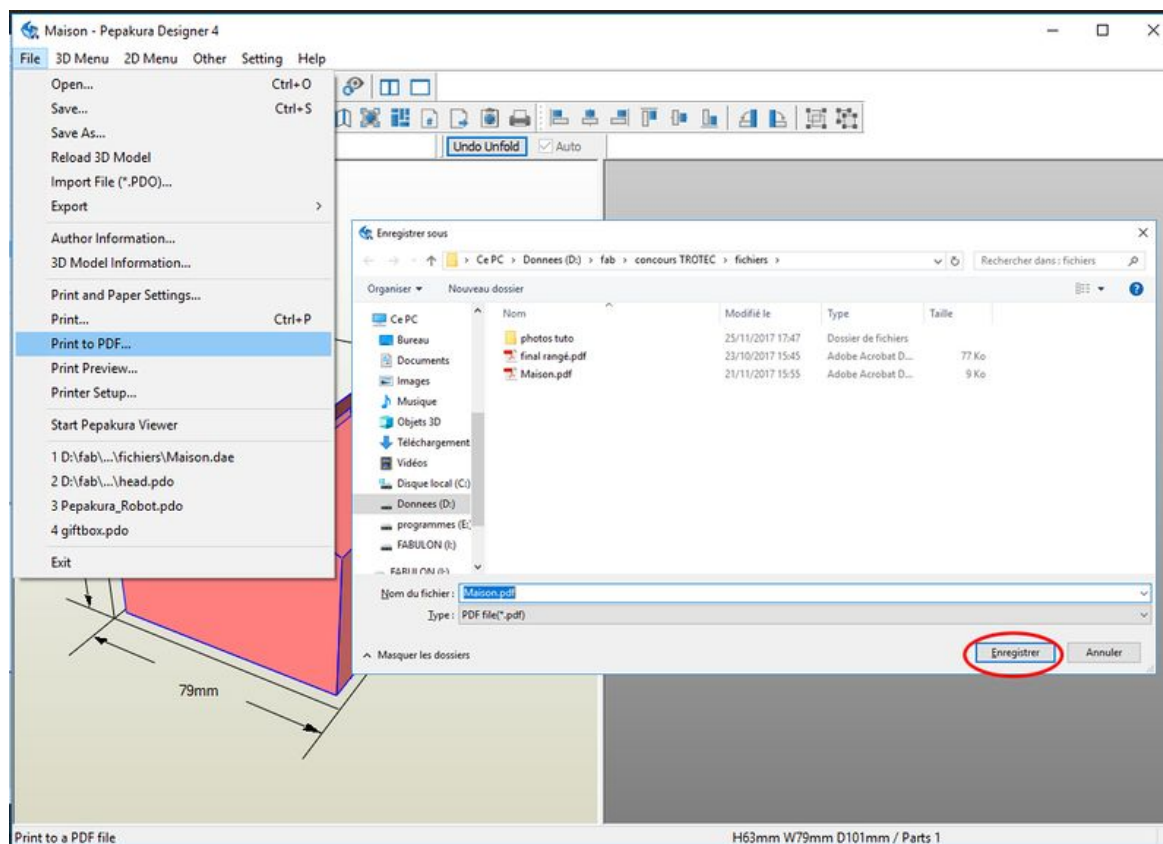 Maison - Pepakura Designer 4
File 3D Menu 2D Menu Other Setting Help
Open... Ctrl+O
Save... Ctrl+S
Save As...
Reload 3D Model
Import File (*.PDO)...
Export
Author Information...
3D Model Information...
Print and Paper Settings...
Print... Ctrl+P
Print to PDF...
Print Preview...
Printer Setup...
Start Pepakura Viewer
1 D:\fab\...\fichiers\Maison.dae
2 D:\fab\...\head.pdo
3 Pepakura_Robot.pdo
4 giftbox.pdo
Exit
Undo Unfold Auto
Enregistrer sous
Ce PC > Donnees (D:) > fab > concours TROTEC > fichiers >
Rechercher dans : fichiers
Organiser Nouveau dossier
Ce PC
Bureau
Documents
Images
Musique
Objets 3D
Téléchargement
Vidéos
Disque local (C:)
Donnees (D:)
programmes (E:
FABULON (I:)
FABULON (I:)
Nom Modifié le Type Taille
photos tuto 25/11/2017 17:47 Dossier de fichiers
final rangé.pdf 23/10/2017 15:45 Adobe Acrobat D... 77 Ko
Maison.pdf 21/11/2017 15:55 Adobe Acrobat D... 9 Ko
Nom du fichier : Maison.pdf
Type : PDF file(*.pdf)
Masquer les dossiers
Enregistrer Annuler
79mm
Print to a PDF file
H63mm W79mm D101mm / Parts 1